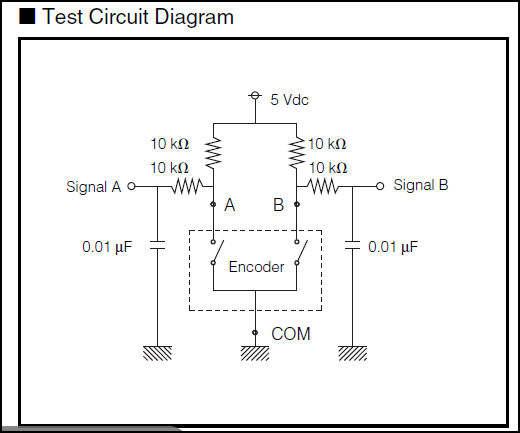 ■ Test Circuit Diagram
5 Vdc
10 kΩ 10 kΩ
10 kΩ 10 kΩ
Signal A Signal B
A B
0.01 µF 0.01 µF
Encoder
COM